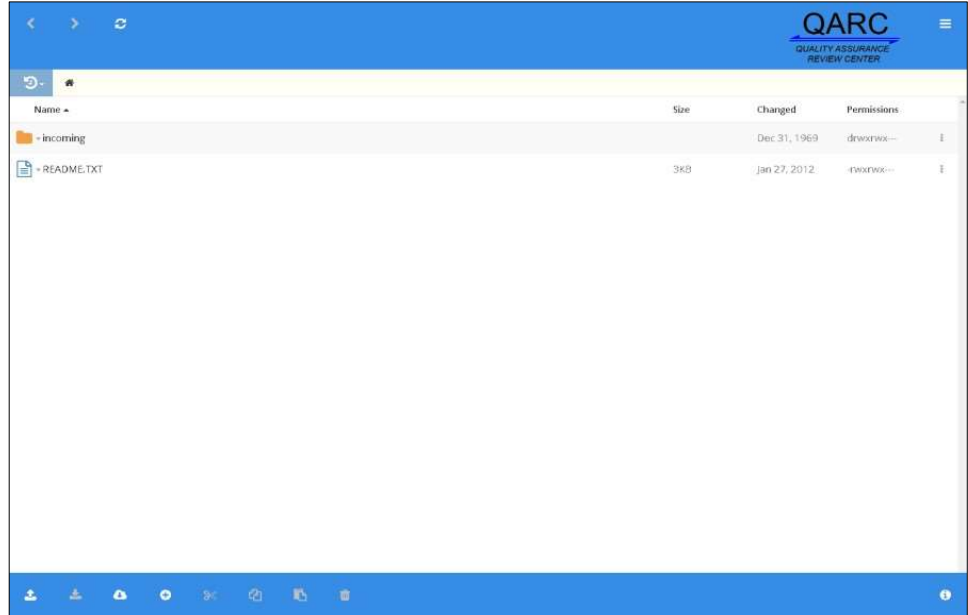 QARC
QUALITY ASSURANCE
REVIEW CENTER
Name Size Changed Permissions
incoming Dec 31, 1969 drwxrwx---
README.TXT 3KB Jan 27, 2012 -rwxrwx---